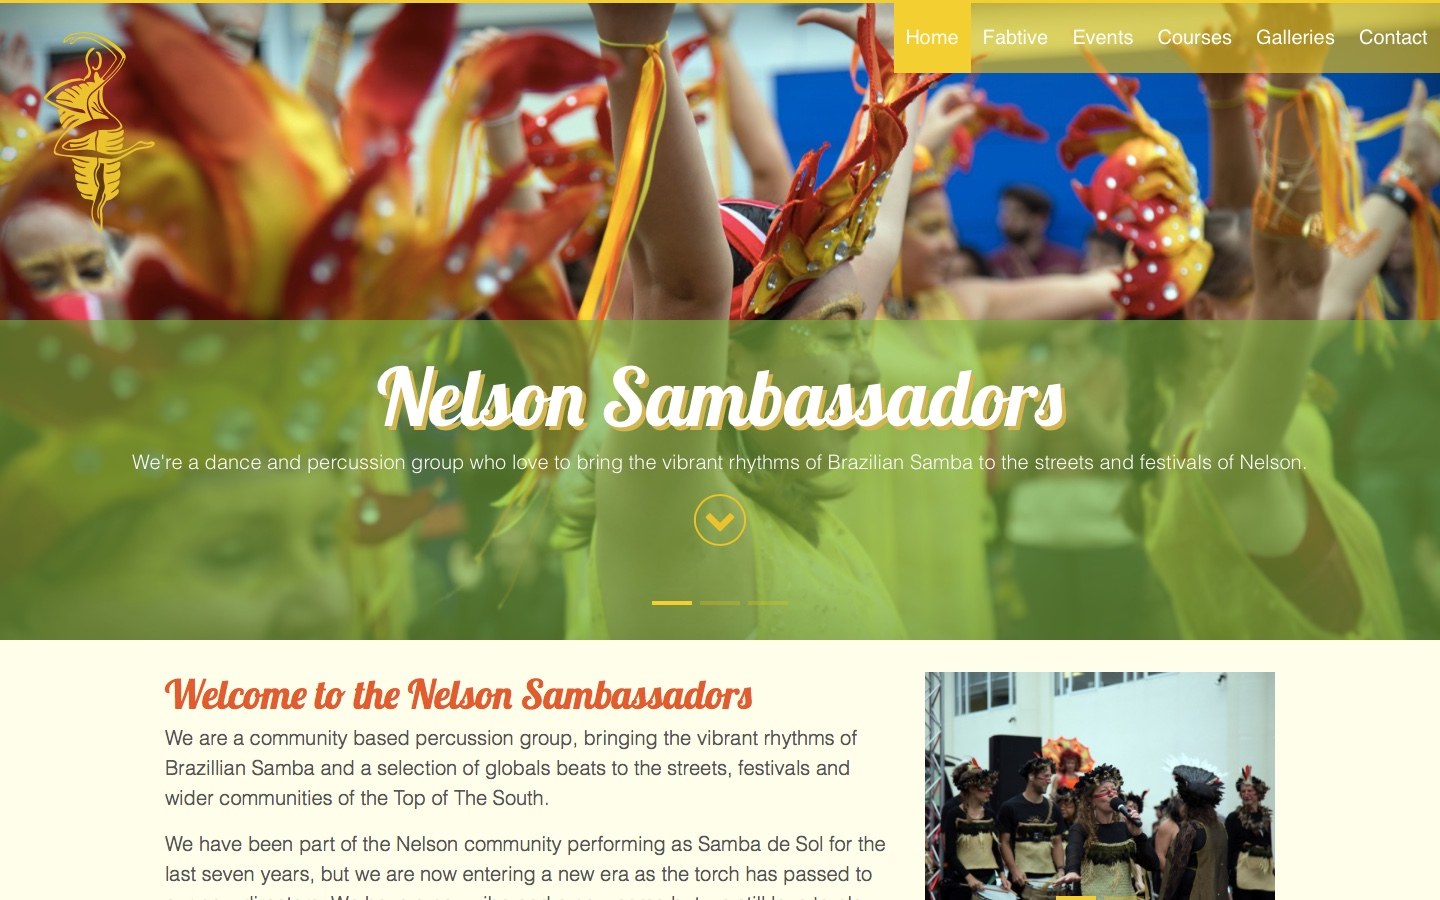 Home Fabtive Events Courses Galleries Contact
Nelson Sambassadors
We're a dance and percussion group who love to bring the vibrant rhythms of Brazilian Samba to the streets and festivals of Nelson.
Welcome to the Nelson Sambassadors
We are a community based percussion group, bringing the vibrant rhythms of
Brazillian Samba and a selection of globals beats to the streets, festivals and
wider communities of the Top of The South.
We have been part of the Nelson community performing as Samba de Sol for the
last seven years, but we are now entering a new era as the torch has passed to